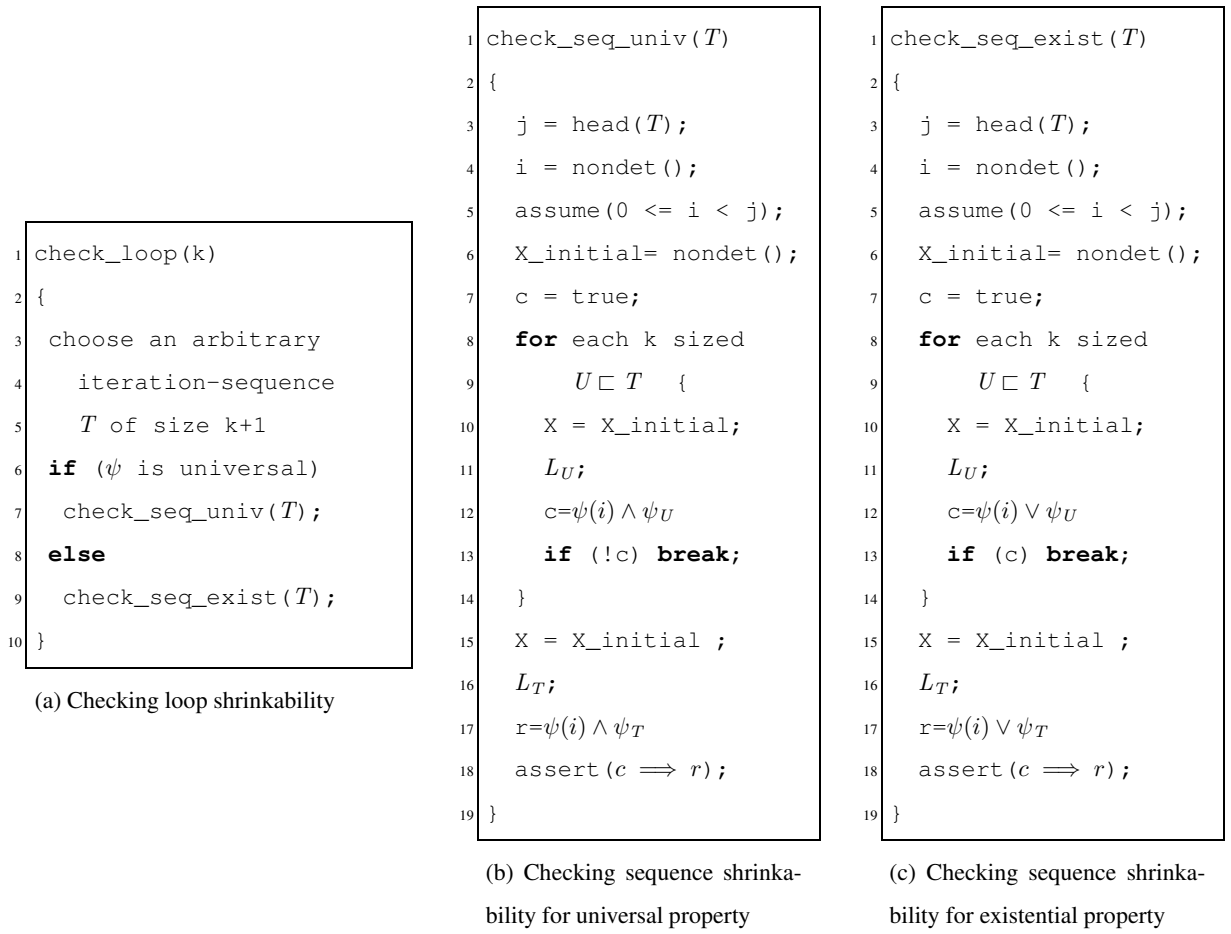 1 check_loop(k)
2 {
3 choose an arbitrary
4 iteration-sequence
5 T of size k+1
6 if (ψ is universal)
7 check_seq_univ(T);
8 else
9 check_seq_exist(T);
10 }
(a) Checking loop shrinkability
1 check_seq_univ(T)
2 {
3 j = head(T);
4 i = nondet();
5 assume(0 <= i < j);
6 X_initial= nondet();
7 c = true;
8 for each k sized
9 U ⊏ T {
10 X = X_initial;
11 L_U;
12 c=ψ(i) ∧ ψ_U
13 if (!c) break;
14 }
15 X = X_initial ;
16 L_T;
17 r=ψ(i) ∧ ψ_T
18 assert(c ⟹ r);
19 }
(b) Checking sequence shrinka-
bility for universal property
1 check_seq_exist(T)
2 {
3 j = head(T);
4 i = nondet();
5 assume(0 <= i < j);
6 X_initial= nondet();
7 c = true;
8 for each k sized
9 U ⊏ T {
10 X = X_initial;
11 L_U;
12 c=ψ(i) ∨ ψ_U
13 if (c) break;
14 }
15 X = X_initial ;
16 L_T;
17 r=ψ(i) ∨ ψ_T
18 assert(c ⟹ r);
19 }
(c) Checking sequence shrinka-
bility for existential property